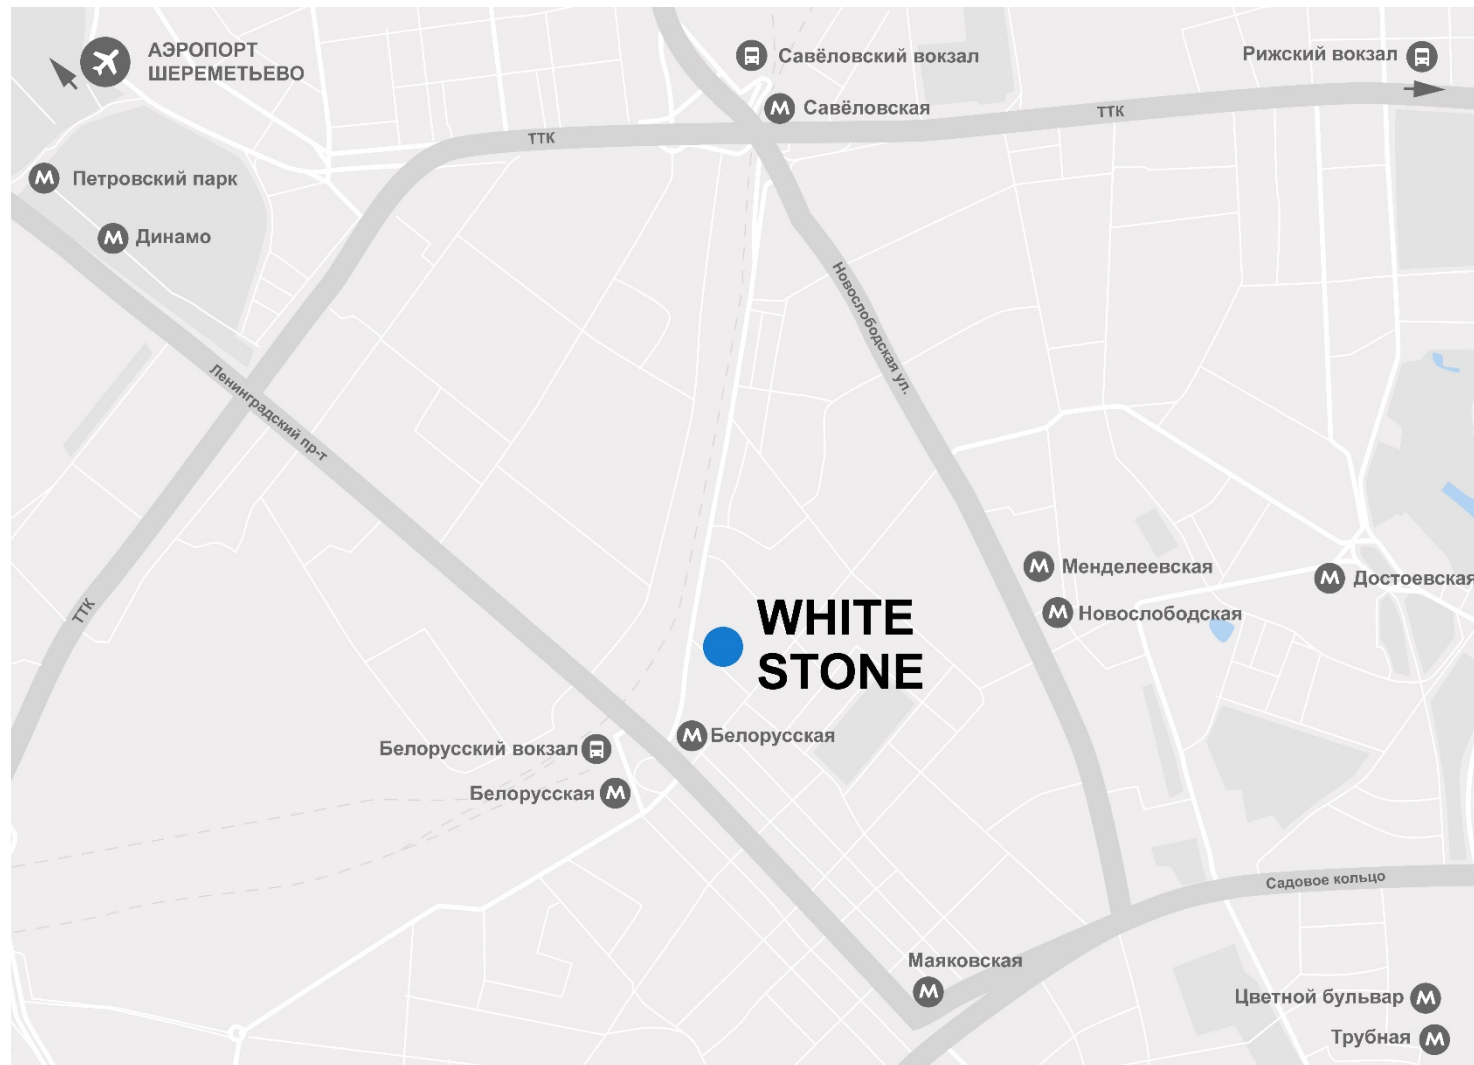 АЭРОПОРТ
ШЕРЕМЕТЬЕВО
Савёловский вокзал
Рижский вокзал
М Савёловская
ТТК
ТТК
М Петровский парк
М Динамо
Новослободская ул.
Ленинградский пр-т
ТТК
М Менделеевская
М Достоевская
М Новослободская
WHITE
STONE
М Белорусская
Белорусский вокзал
Белорусская М
Садовое кольцо
Маяковская
М
Цветной бульвар М
Трубная М